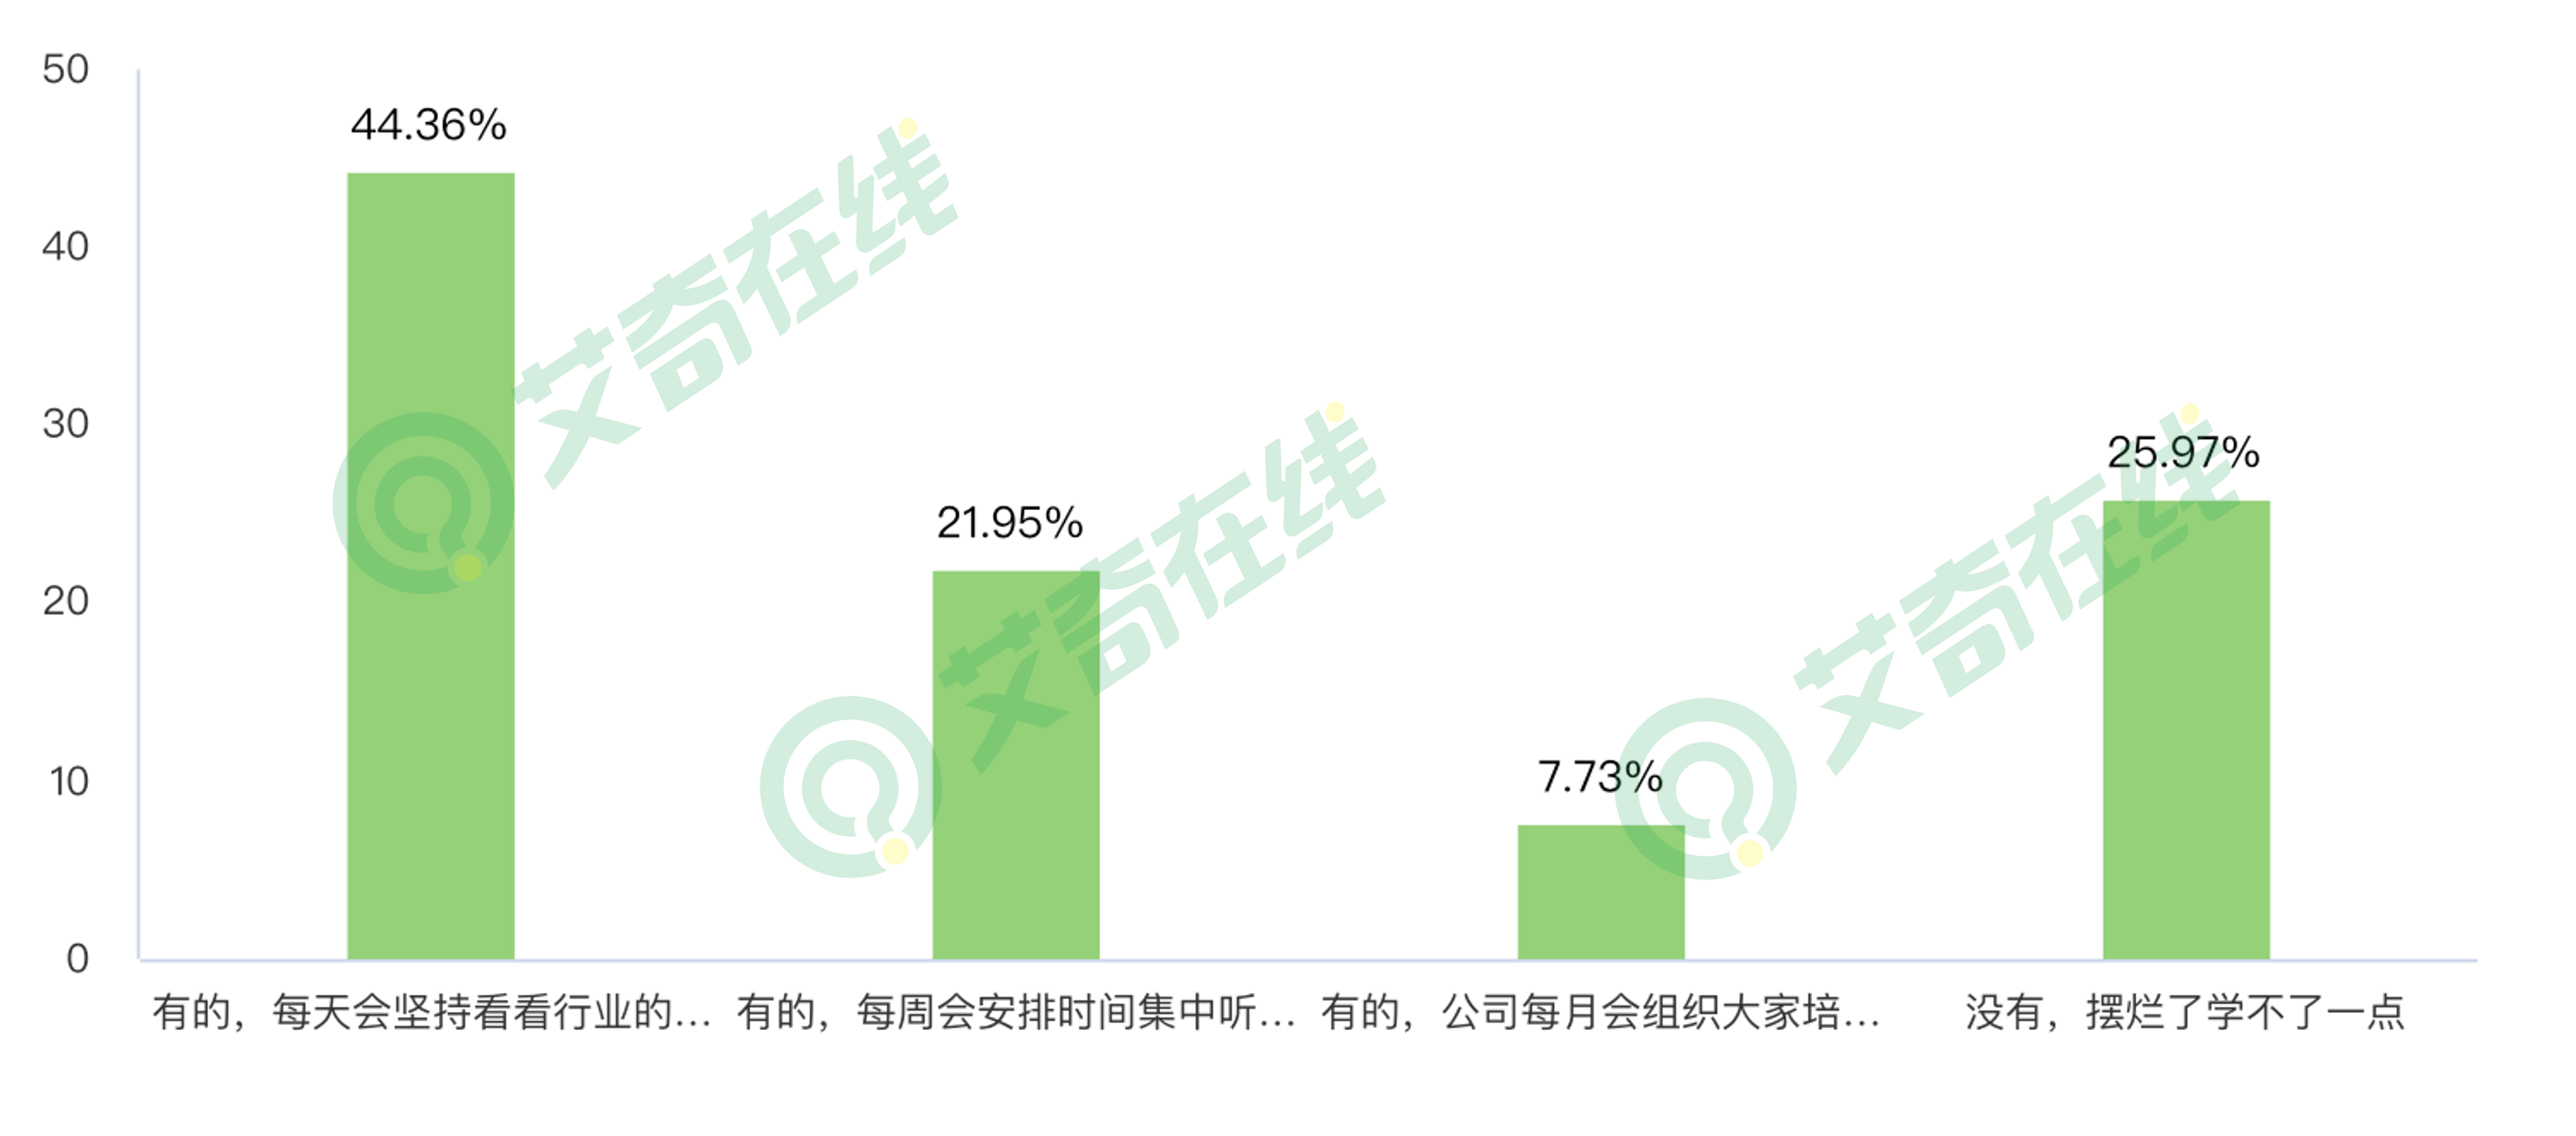 50
44.36%
40
30
25.97%
21.95%
20
10
7.73%
0
有的，每天会坚持看看行业的...
有的，每周会安排时间集中听...
有的，公司每月会组织大家培...
没有，摆烂了学不了一点
艾奇在线
艾奇在线
艾奇在线